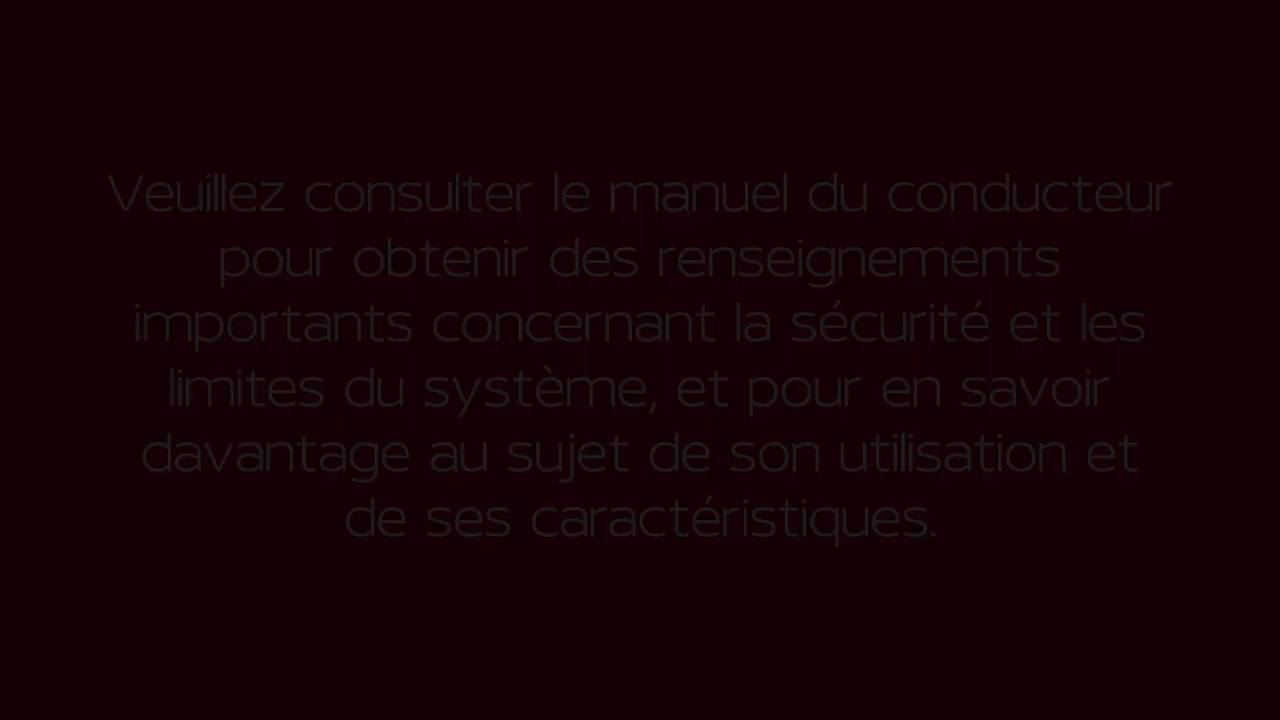 Veuillez consulter le manuel du conducteur
pour obtenir des renseignements
importants concernant la sécurité et les
limites du système, et pour en savoir
davantage au sujet de son utilisation et
de ses caractéristiques.